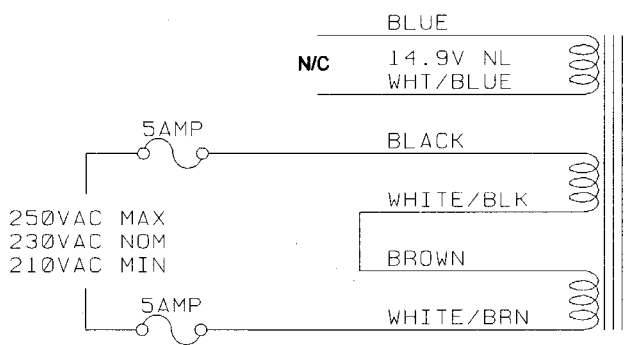 BLUE
N/C
14.9V NL
WHT/BLUE
5AMP
BLACK
WHITE/BLK
250VAC MAX
230VAC NOM
210VAC MIN
BROWN
5AMP
WHITE/BRN